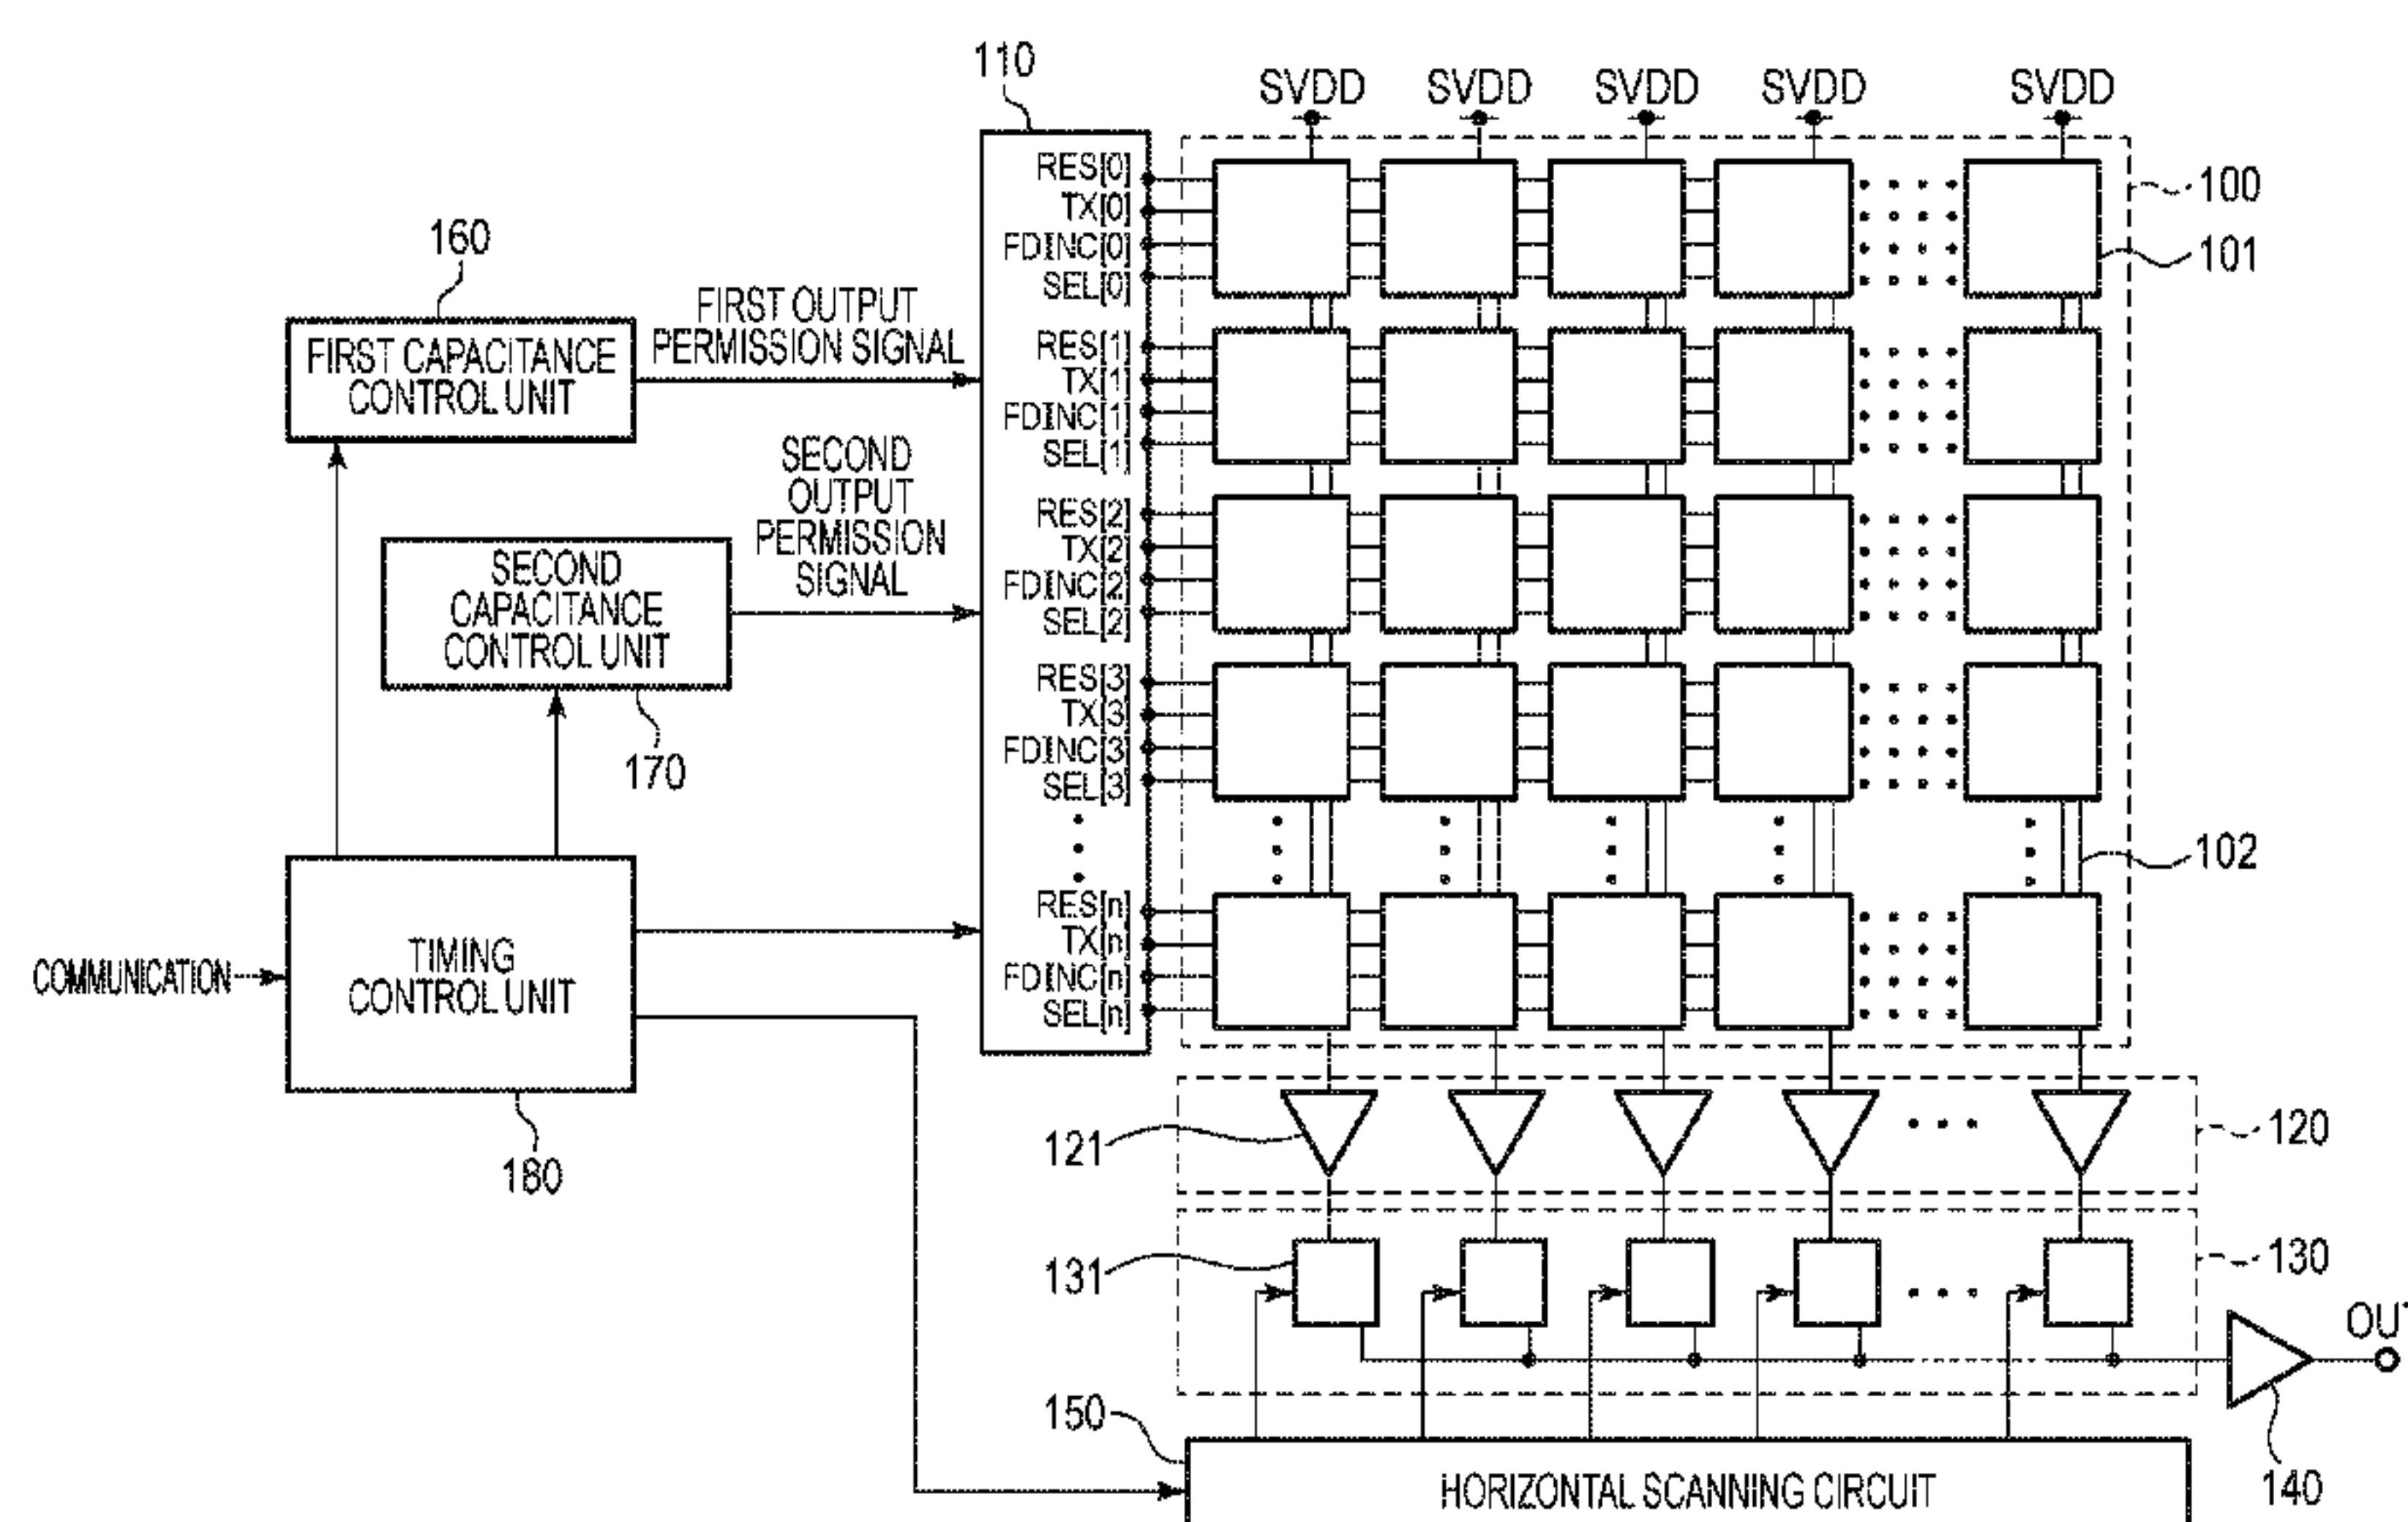 110
SVDD SVDD SVDD SVDD SVDD
RES[0]
TX[0]
FDINC[0]
SEL[0]
100
101
160
FIRST CAPACITANCE
CONTROL UNIT
FIRST OUTPUT
PERMISSION SIGNAL
RES[1]
TX[1]
FDINC[1]
SEL[1]
SECOND
OUTPUT
PERMISSION
SIGNAL
SECOND
CAPACITANCE
CONTROL UNIT
170
RES[2]
TX[2]
FDINC[2]
SEL[2]
RES[3]
TX[3]
FDINC[3]
SEL[3]
102
RES[n]
TX[n]
FDINC[n]
SEL[n]
COMMUNICATION
TIMING
CONTROL UNIT
180
121
120
131
130
OUT
140
150
HORIZONTAL SCANNING CIRCUIT